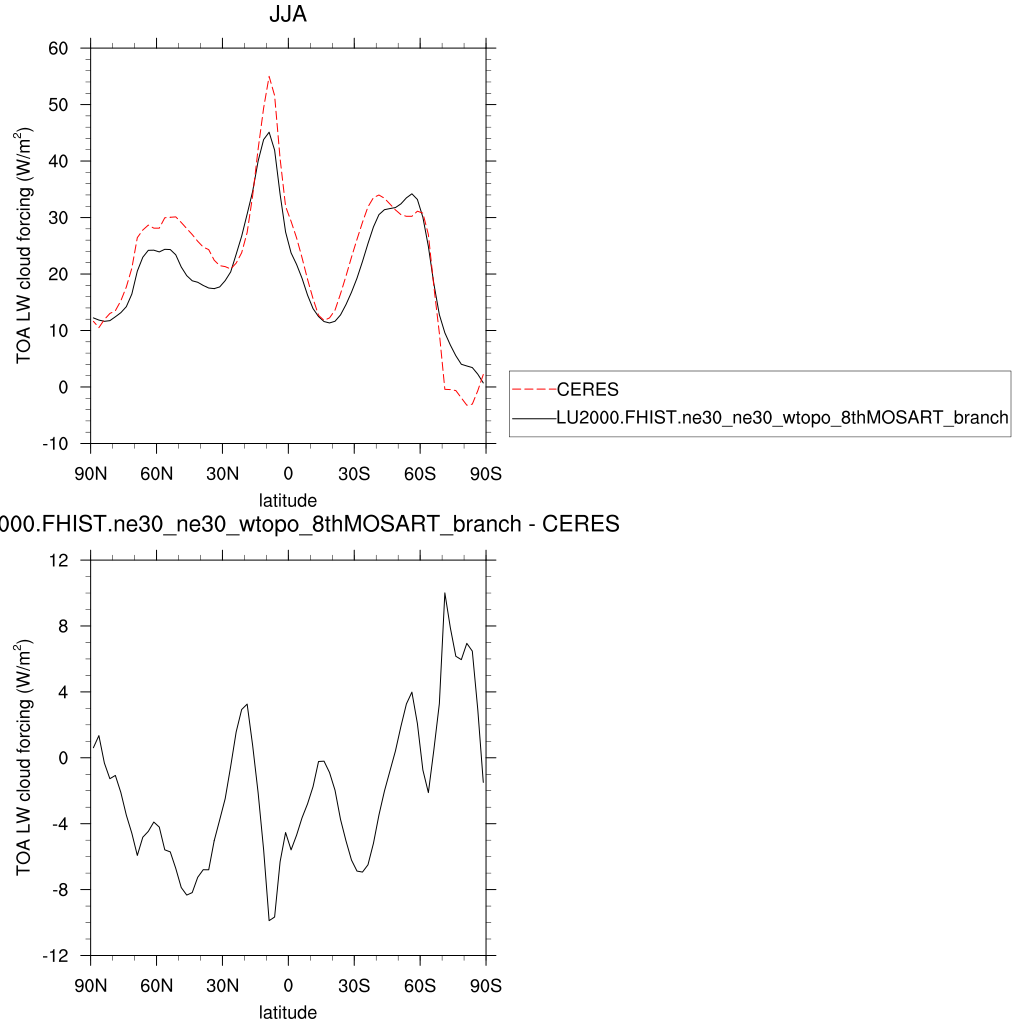 JJA
60
50
40
30
20
10
0
-10
TOA LW cloud forcing (W/m²)
90N 60N 30N 0 30S 60S 90S
latitude
CERES
LU2000.FHIST.ne30_ne30_wtopo_8thMOSART_branch
000.FHIST.ne30_ne30_wtopo_8thMOSART_branch - CERES
12
8
4
0
-4
-8
-12
TOA LW cloud forcing (W/m²)
90N 60N 30N 0 30S 60S 90S
latitude